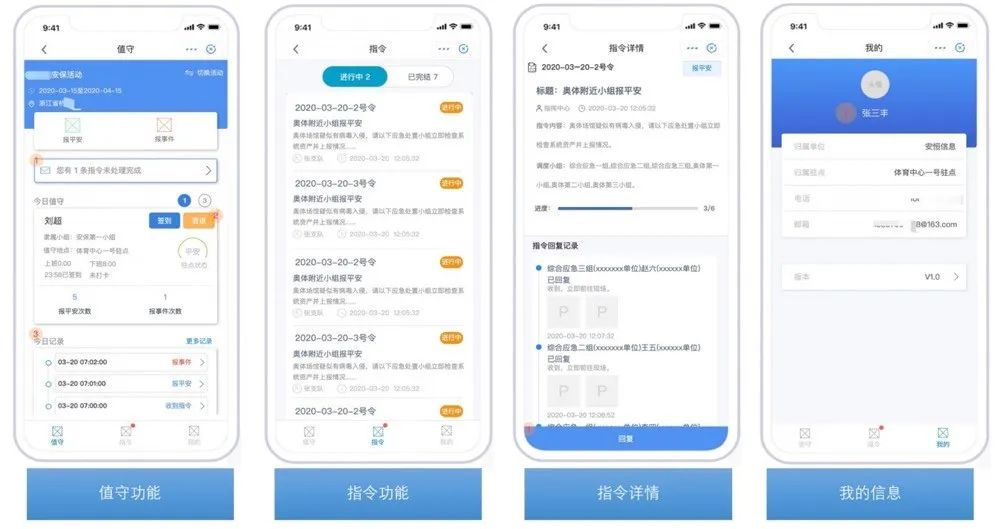 9:41
值守
安保活动
切换活动
2020-03-15至2020-04-15
浙江省杭
报平安
报事件
1
您有 1 条指令未处理完成
今日值守
1
3
刘超
签到
2
隶属小组：安保第一小组
值守地点：体育中心一号驻点
上班0:00 下班8:00
23:58已签到 未打卡
平安
驻点状态
5
1
报平安次数
报事件次数
3
今日记录
更多记录
03-20 07:02:00 报事件
03-20 07:01:00 报平安
03-20 07:00:00 收到指令
值守
指令
我的
值守功能
9:41
指令
进行中 2
已完结 7
2020-03-20-2号令
进行中
奥体附近小组报平安
奥体场馆疑似有病毒入侵，请以下应急处置小组立即检查系
统资产并上报情况......
张支队 2020-03-20 12:05:32
2020-03-20-3号令
进行中
奥体附近小组报平安
奥体场馆疑似有病毒入侵，请以下应急处置小组立即检查系
统资产并上报情况......
张支队 2020-03-20 12:05:32
2020-03-20-2号令
进行中
奥体附近小组报平安
奥体场馆疑似有病毒入侵，请以下应急处置小组立即检查系
统资产并上报情况......
张支队 2020-03-20 12:05:32
2020-03-20-3号令
进行中
奥体附近小组报平安
奥体场馆疑似有病毒入侵，请以下应急处置小组立即检查系
统资产并上报情况......
张支队 2020-03-20 12:05:32
2020-03-20-2号令
进行中
奥体附近小组报平安
值守
指令
我的
指令功能
9:41
指令详情
2020-03-20-2号令
报平安
标题：奥体附近小组报平安
指挥中心 2020-03-20 12:05:32
指令内容：奥体场馆疑似有病毒入侵，请以下应急处置小组立即
检查系统资产并上报情况。
调度小组：综合应急一组,综合应急二组,综合应急三组,奥体第一
小组,奥体第二小组,奥体第三小组。
进度：
3/6
指令回复记录
综合应急三组(xxxxxxx单位)赵六(xxxxxx单位)
已回复
收到，立即前往现场。
P
P
2020-03-20 12:07:32
综合应急二组(xxxxxx单位)王五(xxxxxx单位)
已回复
收到，立即前往现场。
P
P
2020-03-20 12:06:52
回复
指令详情
9:41
我的
头像
张三丰
归属单位 安恒信息
归属驻点 体育中心一号驻点
电话
邮箱 8@163.com
版本 V1.0
值守
指令
我的
我的信息